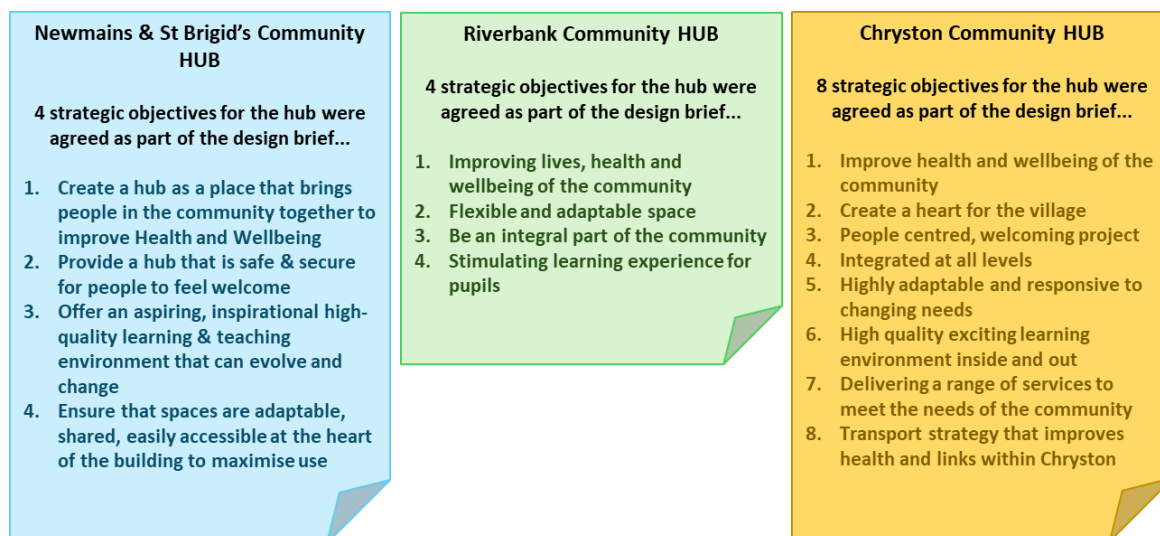 Newmains & St Brigid's Community
HUB
4 strategic objectives for the hub were
agreed as part of the design brief...
1. Create a hub as a place that brings
people in the community together to
improve Health and Wellbeing
2. Provide a hub that is safe & secure
for people to feel welcome
3. Offer an aspiring, inspirational high-
quality learning & teaching
environment that can evolve and
change
4. Ensure that spaces are adaptable,
shared, easily accessible at the heart
of the building to maximise use
Riverbank Community HUB
4 strategic objectives for the hub were
agreed as part of the design brief...
1. Improving lives, health and
wellbeing of the community
2. Flexible and adaptable space
3. Be an integral part of the community
4. Stimulating learning experience for
pupils
Chryston Community HUB
8 strategic objectives for the hub were
agreed as part of the design brief...
1. Improve health and wellbeing of the
community
2. Create a heart for the village
3. People centred, welcoming project
4. Integrated at all levels
5. Highly adaptable and responsive to
changing needs
6. High quality exciting learning
environment inside and out
7. Delivering a range of services to
meet the needs of the community
8. Transport strategy that improves
health and links within Chryston